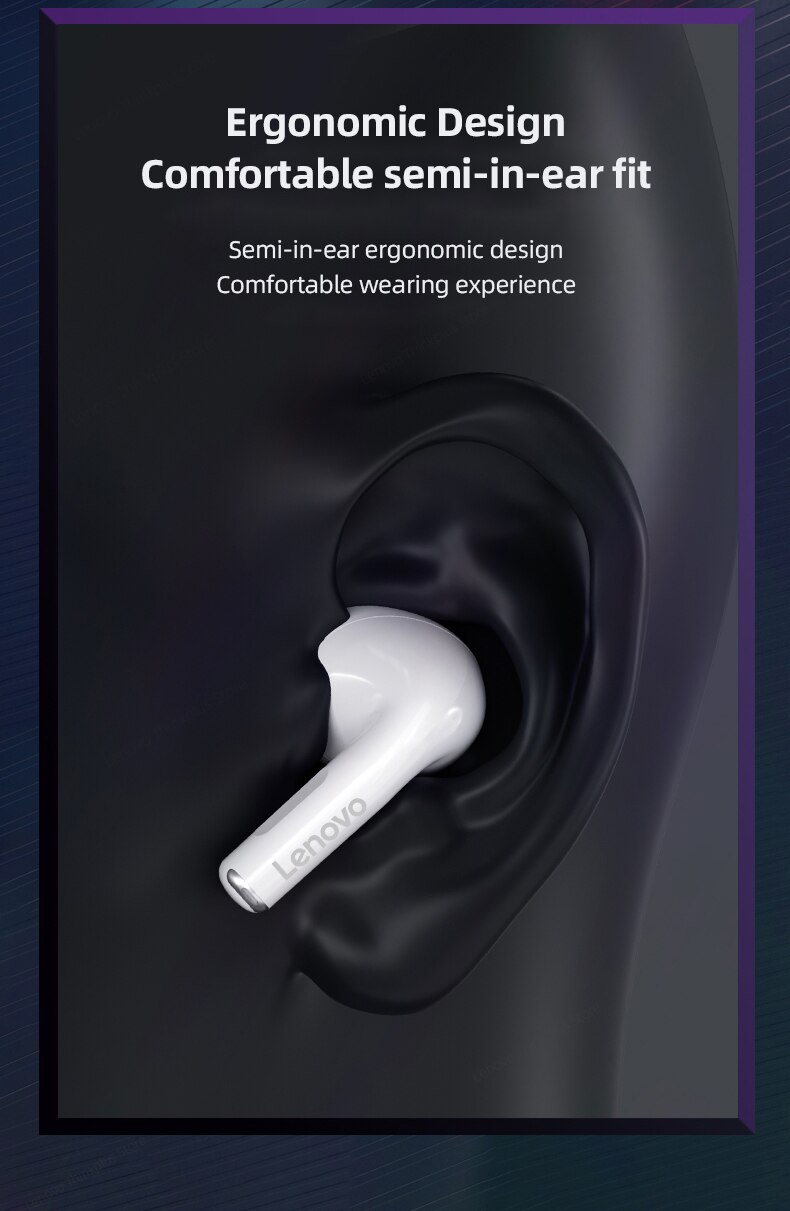 Ergonomic Design
Comfortable semi-in-ear fit
Semi-in-ear ergonomic design
Comfortable wearing experience
Lenovo